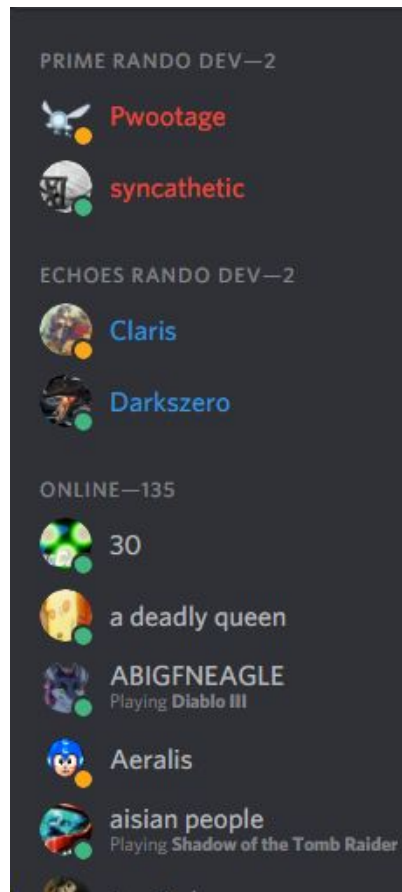 PRIME RANDO DEV—2
Pwootage
syncathetic
ECHOES RANDO DEV—2
Claris
Darkszero
ONLINE—135
30
a deadly queen
ABIGFNEAGLE
Playing Diablo III
Aeralis
aisian people
Playing Shadow of the Tomb Raider